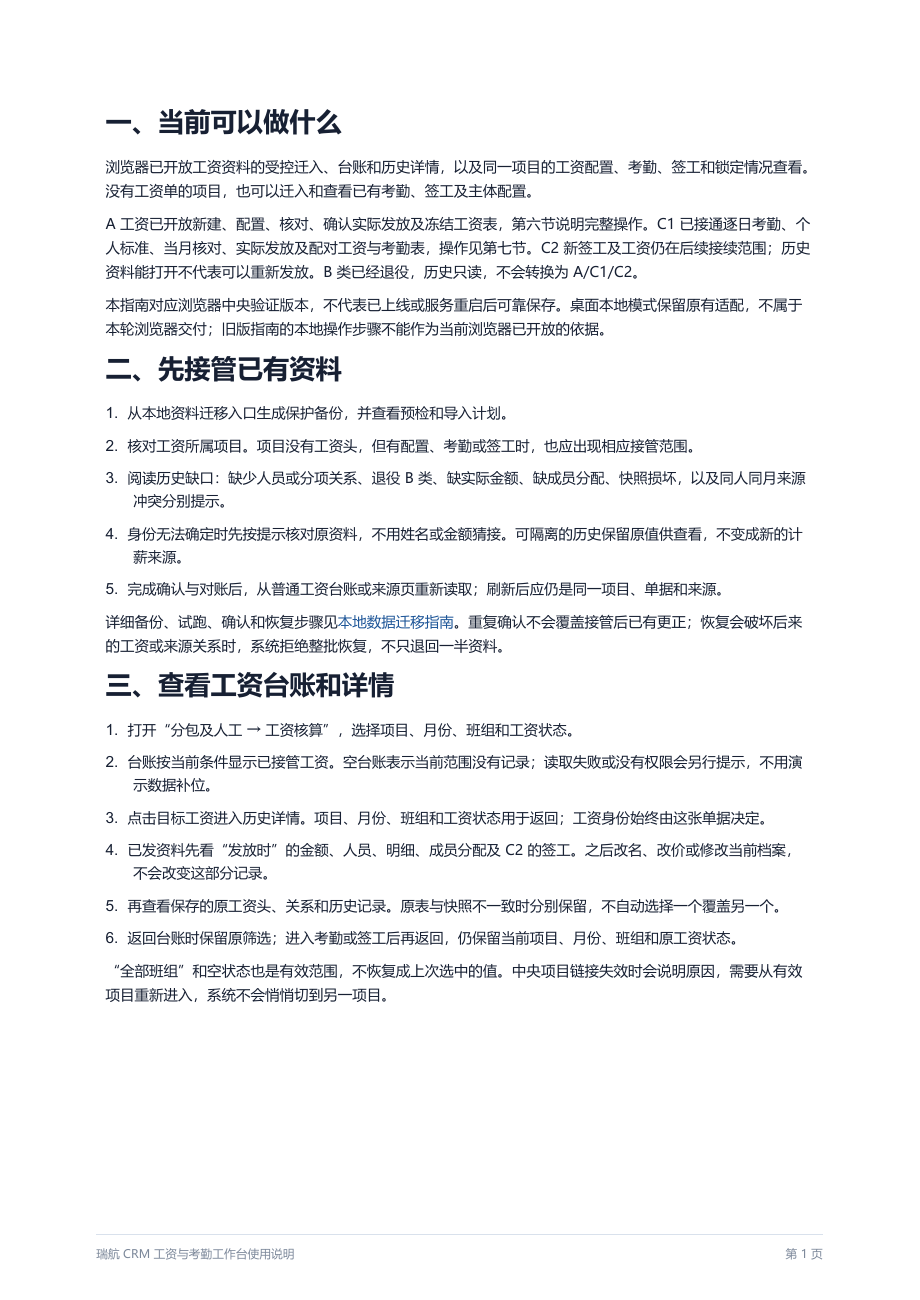 一、当前可以做什么
浏览器已开放工资资料的受控迁入、台账和历史详情，以及同一项目的工资配置、考勤、签工和锁定情况查看。
没有工资单的项目，也可以迁入和查看已有考勤、签工及主体配置。
A 工资已开放新建、配置、核对、确认实际发放及冻结工资表，第六节说明完整操作。C1 已接通逐日考勤、个
人标准、当月核对、实际发放及配对工资与考勤表，操作见第七节。C2 新签工及工资仍在后续接续范围；历史
资料能打开不代表可以重新发放。B 类已经退役，历史只读，不会转换为 A/C1/C2。
本指南对应浏览器中央验证版本，不代表已上线或服务重启后可靠保存。桌面本地模式保留原有适配，不属于
本轮浏览器交付；旧版指南的本地操作步骤不能作为当前浏览器已开放的依据。
二、先接管已有资料
1. 从本地资料迁移入口生成保护备份，并查看预检和导入计划。
2. 核对工资所属项目。项目没有工资头，但有配置、考勤或签工时，也应出现相应接管范围。
3. 阅读历史缺口：缺少人员或分项关系、退役 B 类、缺实际金额、缺成员分配、快照损坏，以及同人同月来源
冲突分别提示。
4. 身份无法确定时先按提示核对原资料，不用姓名或金额猜接。可隔离的历史保留原值供查看，不变成新的计
薪来源。
5. 完成确认与对账后，从普通工资台账或来源页重新读取；刷新后应仍是同一项目、单据和来源。
详细备份、试跑、确认和恢复步骤见本地数据迁移指南。重复确认不会覆盖接管后已有更正；恢复会破坏后来
的工资或来源关系时，系统拒绝整批恢复，不只退回一半资料。
三、查看工资台账和详情
1. 打开“分包及人工 → 工资核算”，选择项目、月份、班组和工资状态。
2. 台账按当前条件显示已接管工资。空台账表示当前范围没有记录；读取失败或没有权限会另行提示，不用演
示数据补位。
3. 点击目标工资进入历史详情。项目、月份、班组和工资状态用于返回；工资身份始终由这张单据决定。
4. 已发资料先看“发放时”的金额、人员、明细、成员分配及 C2 的签工。之后改名、改价或修改当前档案，
不会改变这部分记录。
5. 再查看保存的原工资头、关系和历史记录。原表与快照不一致时分别保留，不自动选择一个覆盖另一个。
6. 返回台账时保留原筛选；进入考勤或签工后再返回，仍保留当前项目、月份、班组和原工资状态。
“全部班组”和空状态也是有效范围，不恢复成上次选中的值。中央项目链接失效时会说明原因，需要从有效
项目重新进入，系统不会悄悄切到另一项目。
瑞航 CRM 工资与考勤工作台使用说明
第 1 页